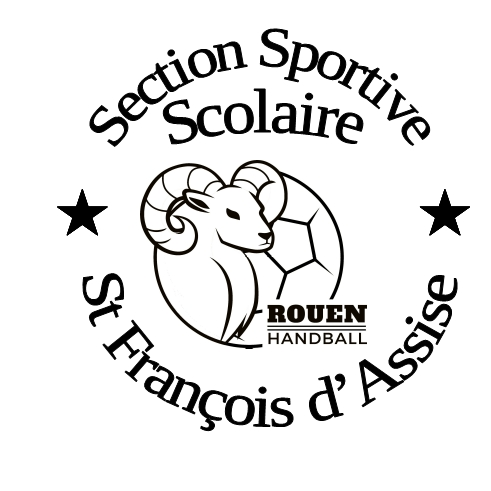 Section Sportive
Scolaire
ROUEN
HANDBALL
St François d'Assise